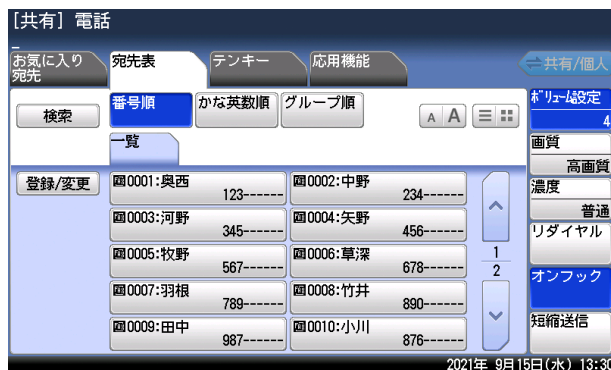 [共有] 電話
お気に入り
宛先
宛先表
テンキー
応用機能
共有/個人
検索
番号順
かな英数順
グループ順
A A
一覧
登録/変更
0001:奥西
123------
0002:中野
234------
0003:河野
345------
0004:矢野
456------
0005:牧野
567------
0006:草深
678------
0007:羽根
789------
0008:竹井
890------
0009:田中
987------
0010:小川
876------
1
2
ボリューム設定
4
画質
高画質
濃度
普通
リダイヤル
オンフック
短縮送信
2021年 9月15日(水) 13:30